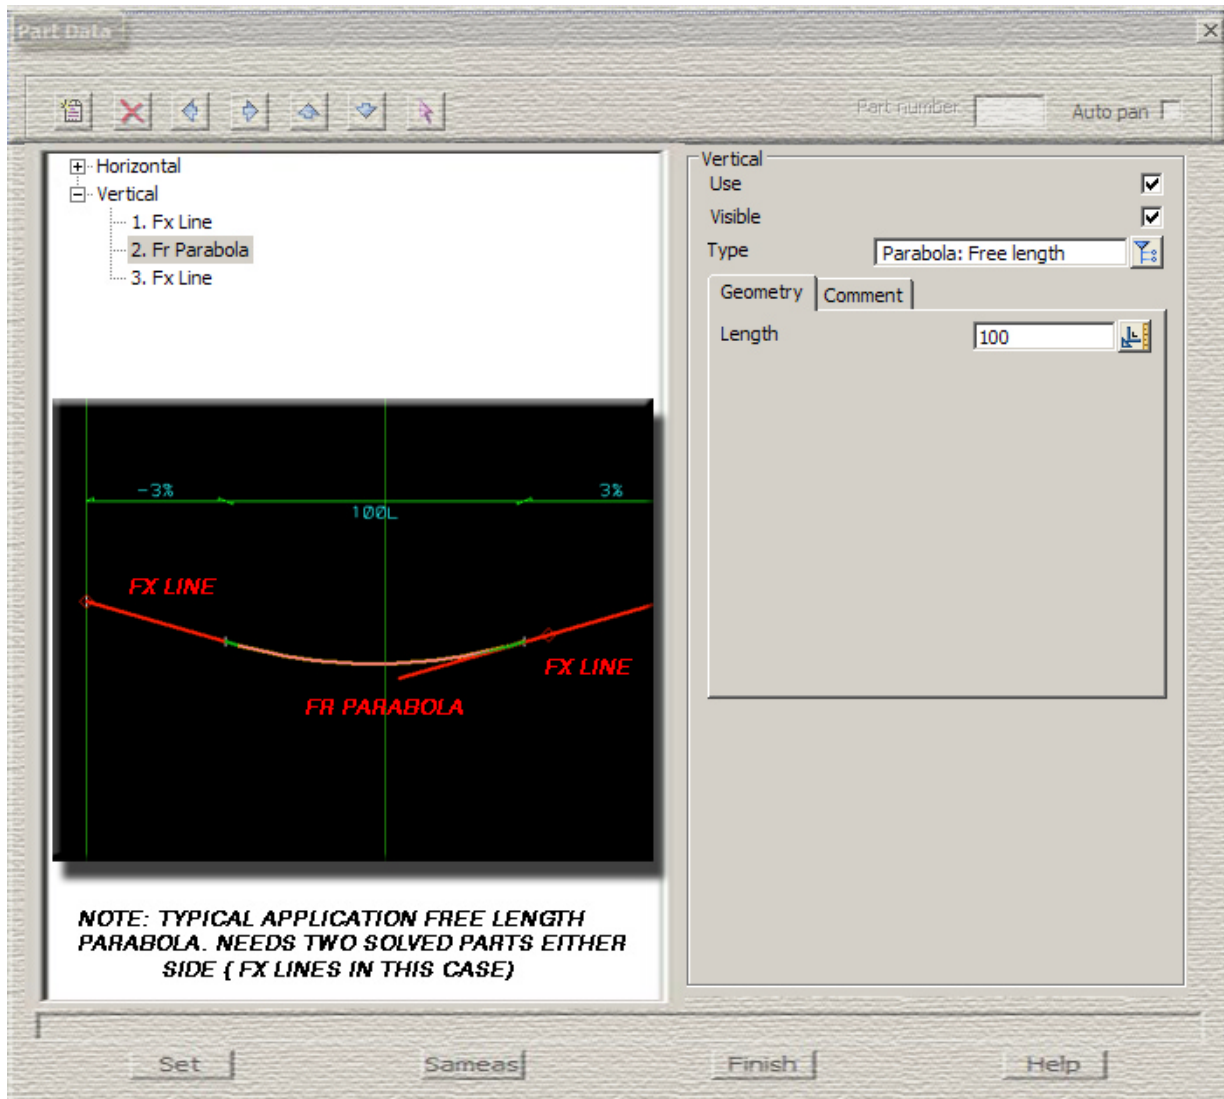 Part Data
Part number
Auto pan
Horizontal
Vertical
1. Fx Line
2. Fr Parabola
3. Fx Line
Vertical
Use
Visible
Type
Parabola: Free length
Geometry
Comment
Length
100
-3%
3%
100L
FX LINE
FX LINE
FR PARABOLA
NOTE: TYPICAL APPLICATION FREE LENGTH
PARABOLA. NEEDS TWO SOLVED PARTS EITHER
SIDE ( FX LINES IN THIS CASE)
Set
Sameas
Finish
Help